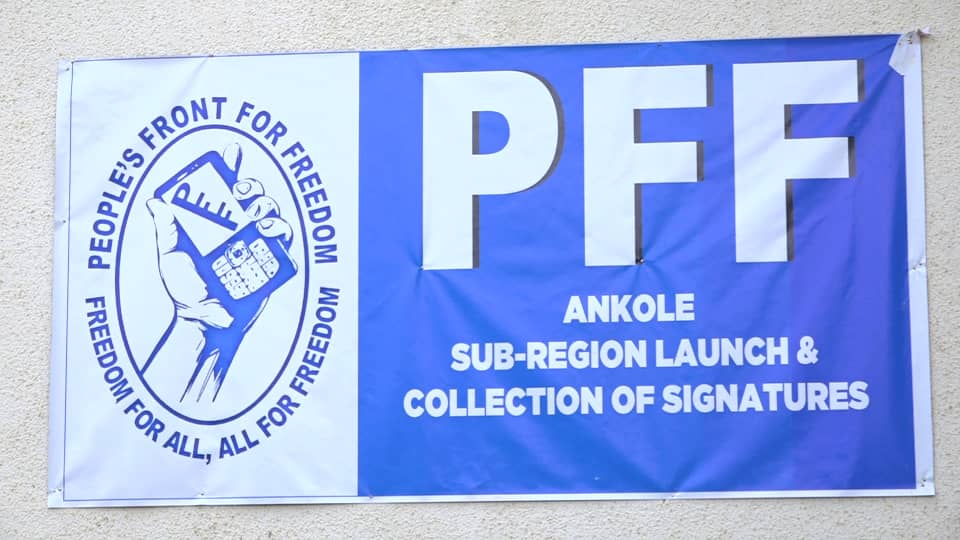 PEOPLE'S FRONT FOR FREEDOM
PFF
FREEDOM FOR ALL, ALL FOR FREEDOM
PFF
ANKOLE
SUB-REGION LAUNCH &
COLLECTION OF SIGNATURES